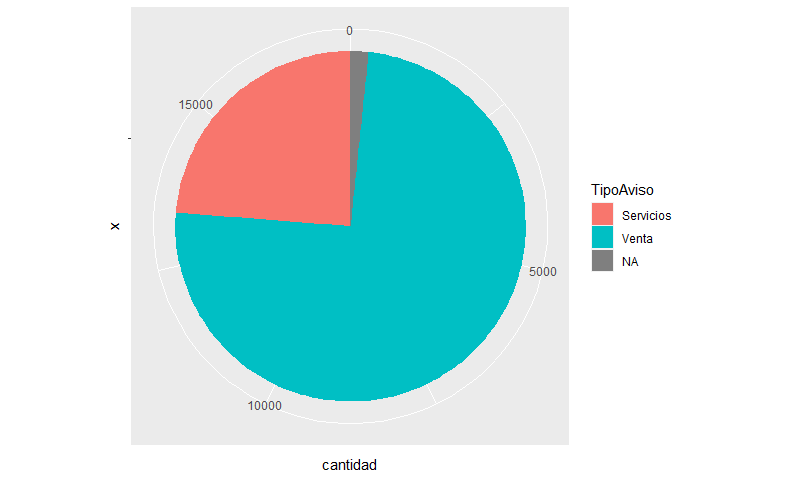 0
15000
x
5000
10000
cantidad
TipoAviso
Servicios
Venta
NA